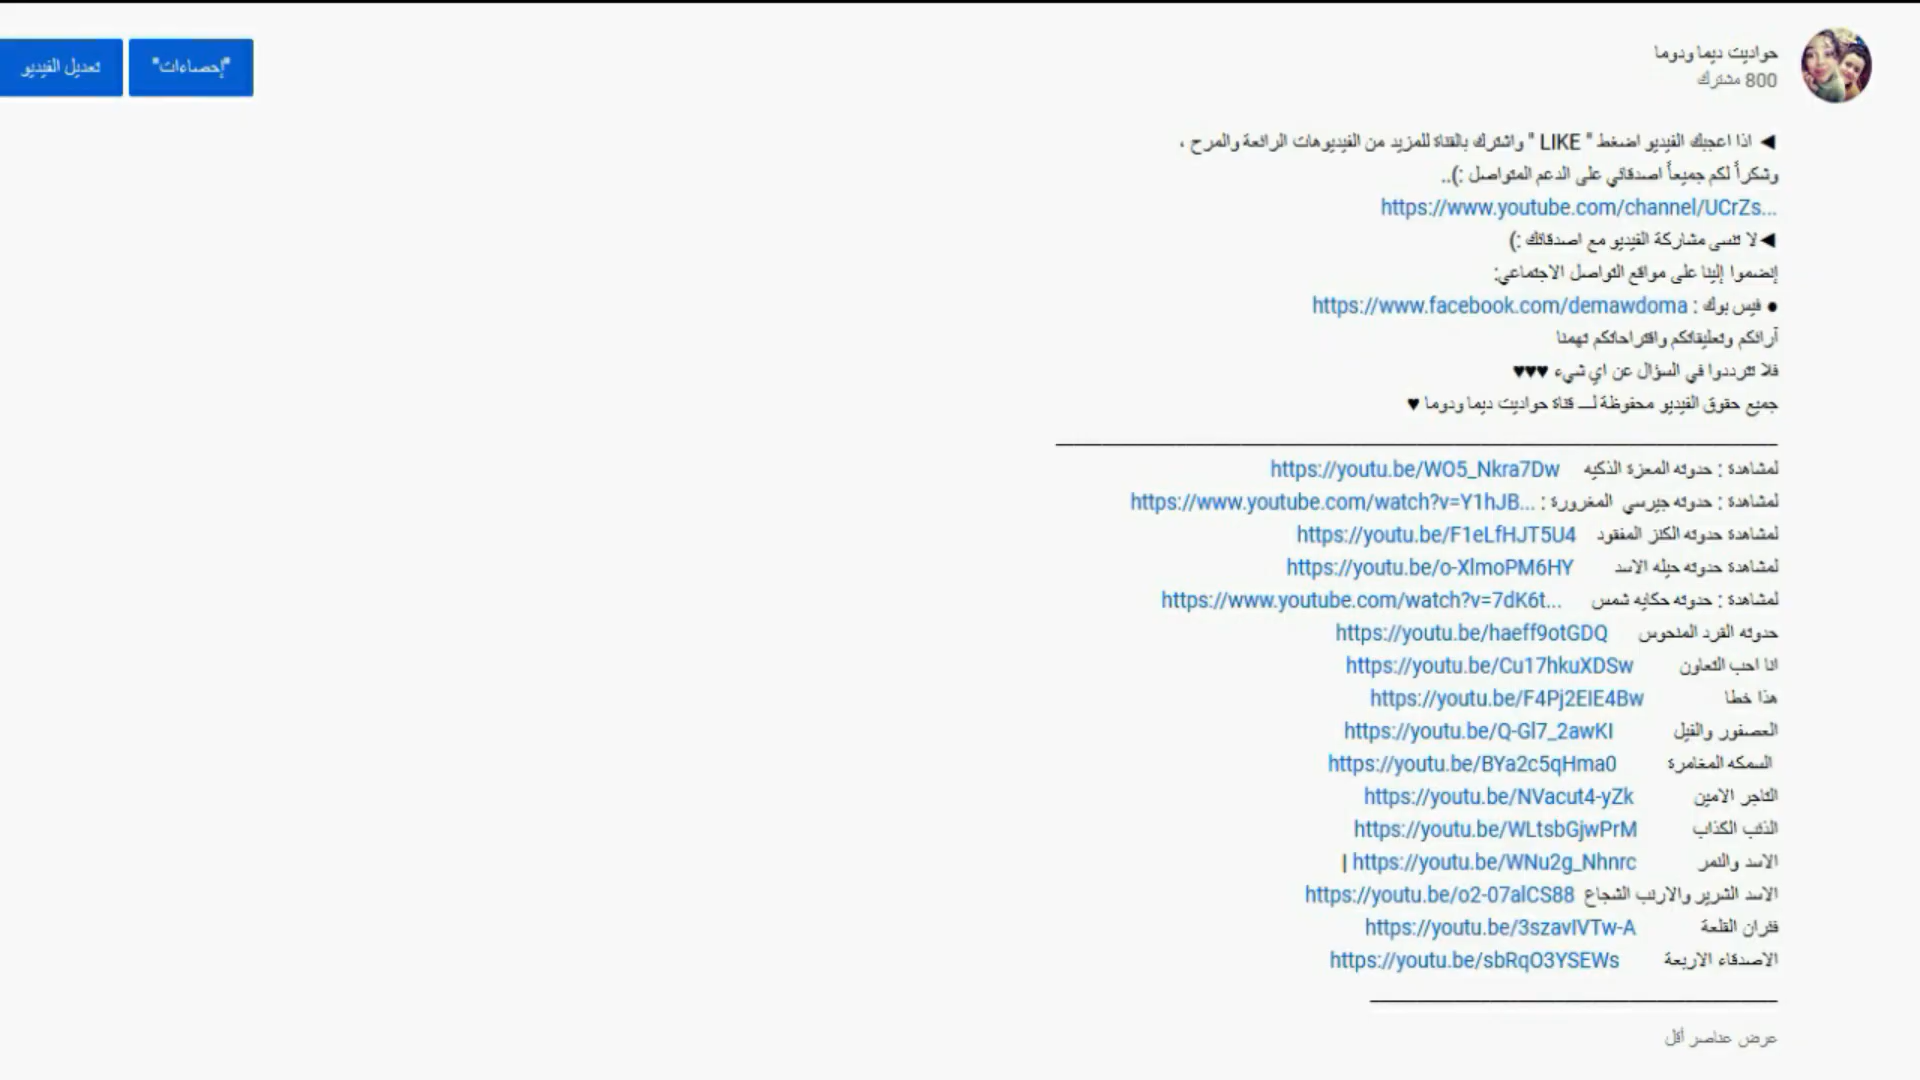 حواديت ديما ودوما
800 مشترك
"إحصاءات"
تعديل الفيديو
◄ اذا اعجبك الفيديو اضغط " LIKE " واشترك بالقناة للمزيد من الفيديوهات الرائعة والمرح ،
وشكراً لكم جميعاً اصدقائي على الدعم المتواصل :)..
https://www.youtube.com/channel/UCrZs...
◄لا تنسى مشاركة الفيديو مع اصدقائك :)
إنضموا إلينا على مواقع التواصل الاجتماعي:
● فيس بوك : https://www.facebook.com/demawdoma
آرائكم وتعليقاتكم واقتراحاتكم تهمنا
فلا تترددوا في السؤال عن اي شيء ♥♥♥
جميع حقوق الفيديو محفوظة لـــ قناة حواديت ديما ودوما ♥
لمشاهدة : حدوته المعزة الذكيه https://youtu.be/WO5_Nkra7Dw
لمشاهدة : حدوته جيرسي المغرورة : https://www.youtube.com/watch?v=Y1hJB...
لمشاهدة حدوته الكنز المفقود https://youtu.be/F1eLfHJT5U4
لمشاهدة حدوته حيله الاسد https://youtu.be/o-XlmoPM6HY
لمشاهدة : حدوته حكايه شمس https://www.youtube.com/watch?v=7dK6t...
حدوته القرد المنحوس https://youtu.be/haeff9otGDQ
انا احب التعاون https://youtu.be/Cu17hkuXDSw
هذا خطا https://youtu.be/F4Pj2EIE4Bw
العصفور والفيل https://youtu.be/Q-Gl7_2awKI
السمكه المغامرة https://youtu.be/BYa2c5qHma0
التاجر الامين https://youtu.be/NVacut4-yZk
الذئب الكذاب https://youtu.be/WLtsbGjwPrM
الاسد والنمر https://youtu.be/WNu2g_Nhnrc |
الاسد الشرير والارنب الشجاع https://youtu.be/o2-07alCS88
فئران القلعة https://youtu.be/3szavIVTw-A
الاصدقاء الاربعة https://youtu.be/sbRqO3YSEWs
عرض عناصر أقل